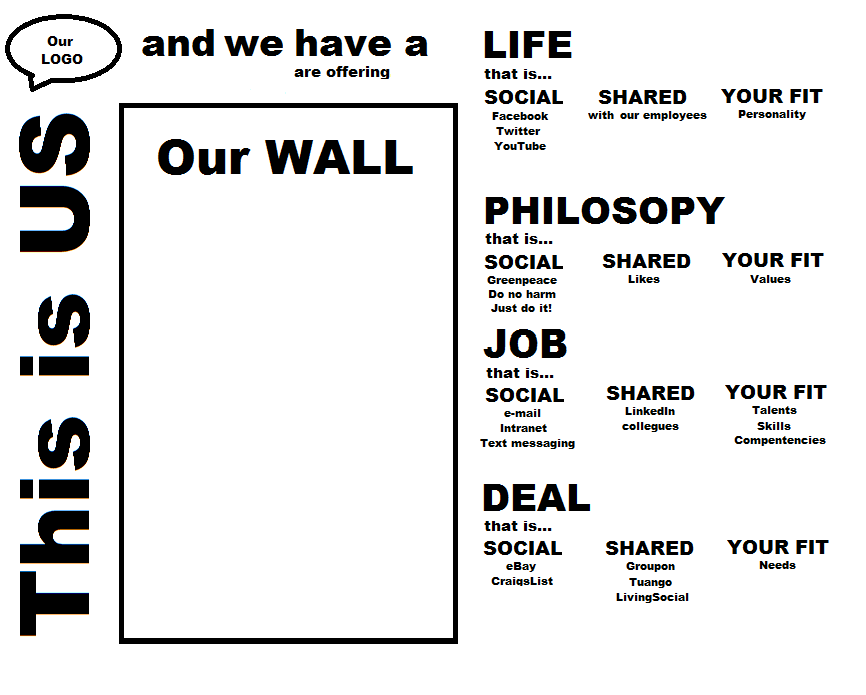 Our
LOGO
and we have a
are offering
This is US
Our WALL
LIFE
that is...
SOCIAL SHARED YOUR FIT
Facebook with our employees Personality
Twitter
YouTube
PHILOSOPY
that is...
SOCIAL SHARED YOUR FIT
Greenpeace Likes Values
Do no harm
Just do it!
JOB
that is...
SOCIAL SHARED YOUR FIT
e-mail LinkedIn Talents
Intranet collegues Skills
Text messaging Compentencies
DEAL
that is...
SOCIAL SHARED YOUR FIT
eBay Groupon Needs
CraigsList Tuango
LivingSocial